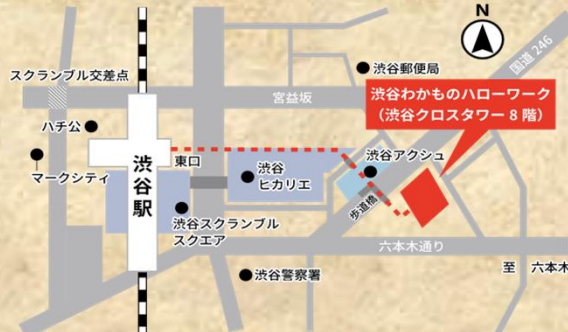 N
国道 246
スクランブル交差点
渋谷郵便局
宮益坂
渋谷わかものハローワーク
（渋谷クロスタワー 8 階）
ハチ公
マークシティ
渋谷駅
東口
渋谷
ヒカリエ
渋谷アクシュ
歩道橋
渋谷スクランブル
スクエア
六本木通り
至 六本木
渋谷警察署